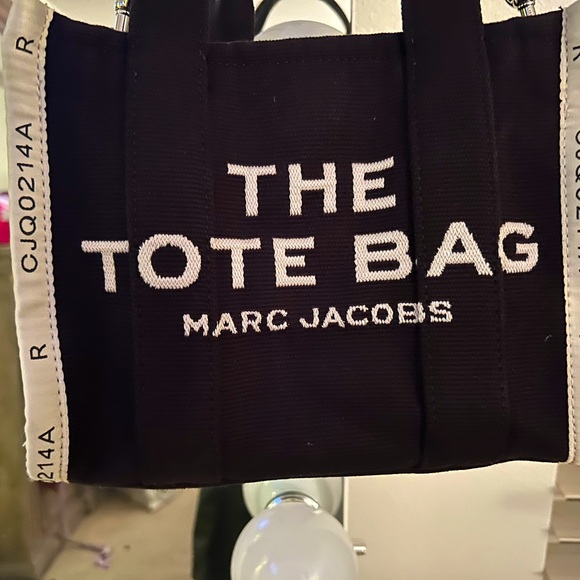 THE
TOTE BAG
MARC JACOBS
R
CJQ0214A
R
214A
R